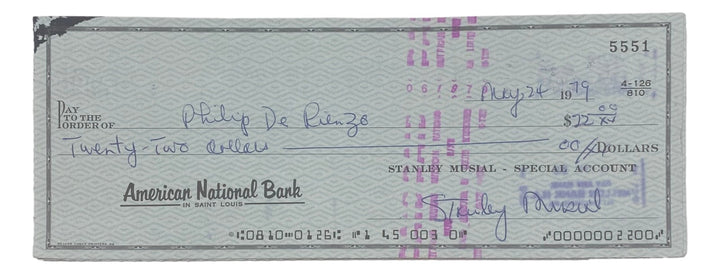 5551
May 24 1979
4-126
810
PAY
TO THE
ORDER OF Philip De Rienzo $22 00/XX
Twenty-Two dollars 00/ DOLLARS
STANLEY MUSIAL - SPECIAL ACCOUNT
American National Bank
IN SAINT LOUIS
Stanley Musial
⑆0810⑉0126⑆ ⑈1 45 003 0⑈ ⑈0000002200⑈